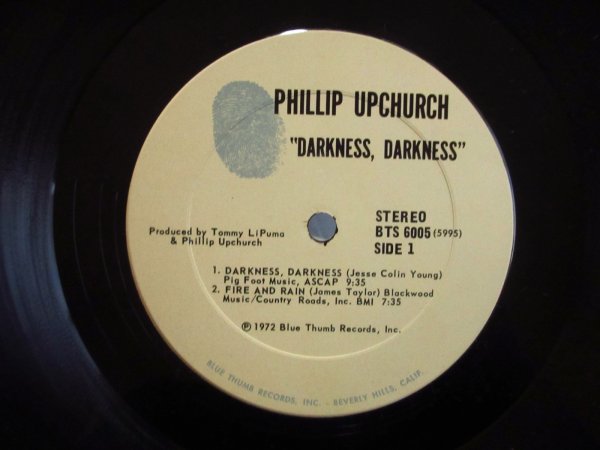 PHILLIP UPCHURCH
"DARKNESS, DARKNESS"
STEREO
BTS 6005 (5995)
SIDE 1
Produced by Tommy LiPuma
& Phillip Upchurch
1. DARKNESS, DARKNESS (Jesse Colin Young)
Pig Foot Music, ASCAP 9:35
2. FIRE AND RAIN (James Taylor) Blackwood
Music/Country Roads, Inc. BMI 7:35
℗ 1972 Blue Thumb Records, Inc.
BLUE THUMB RECORDS, INC. - BEVERLY HILLS, CALIF.